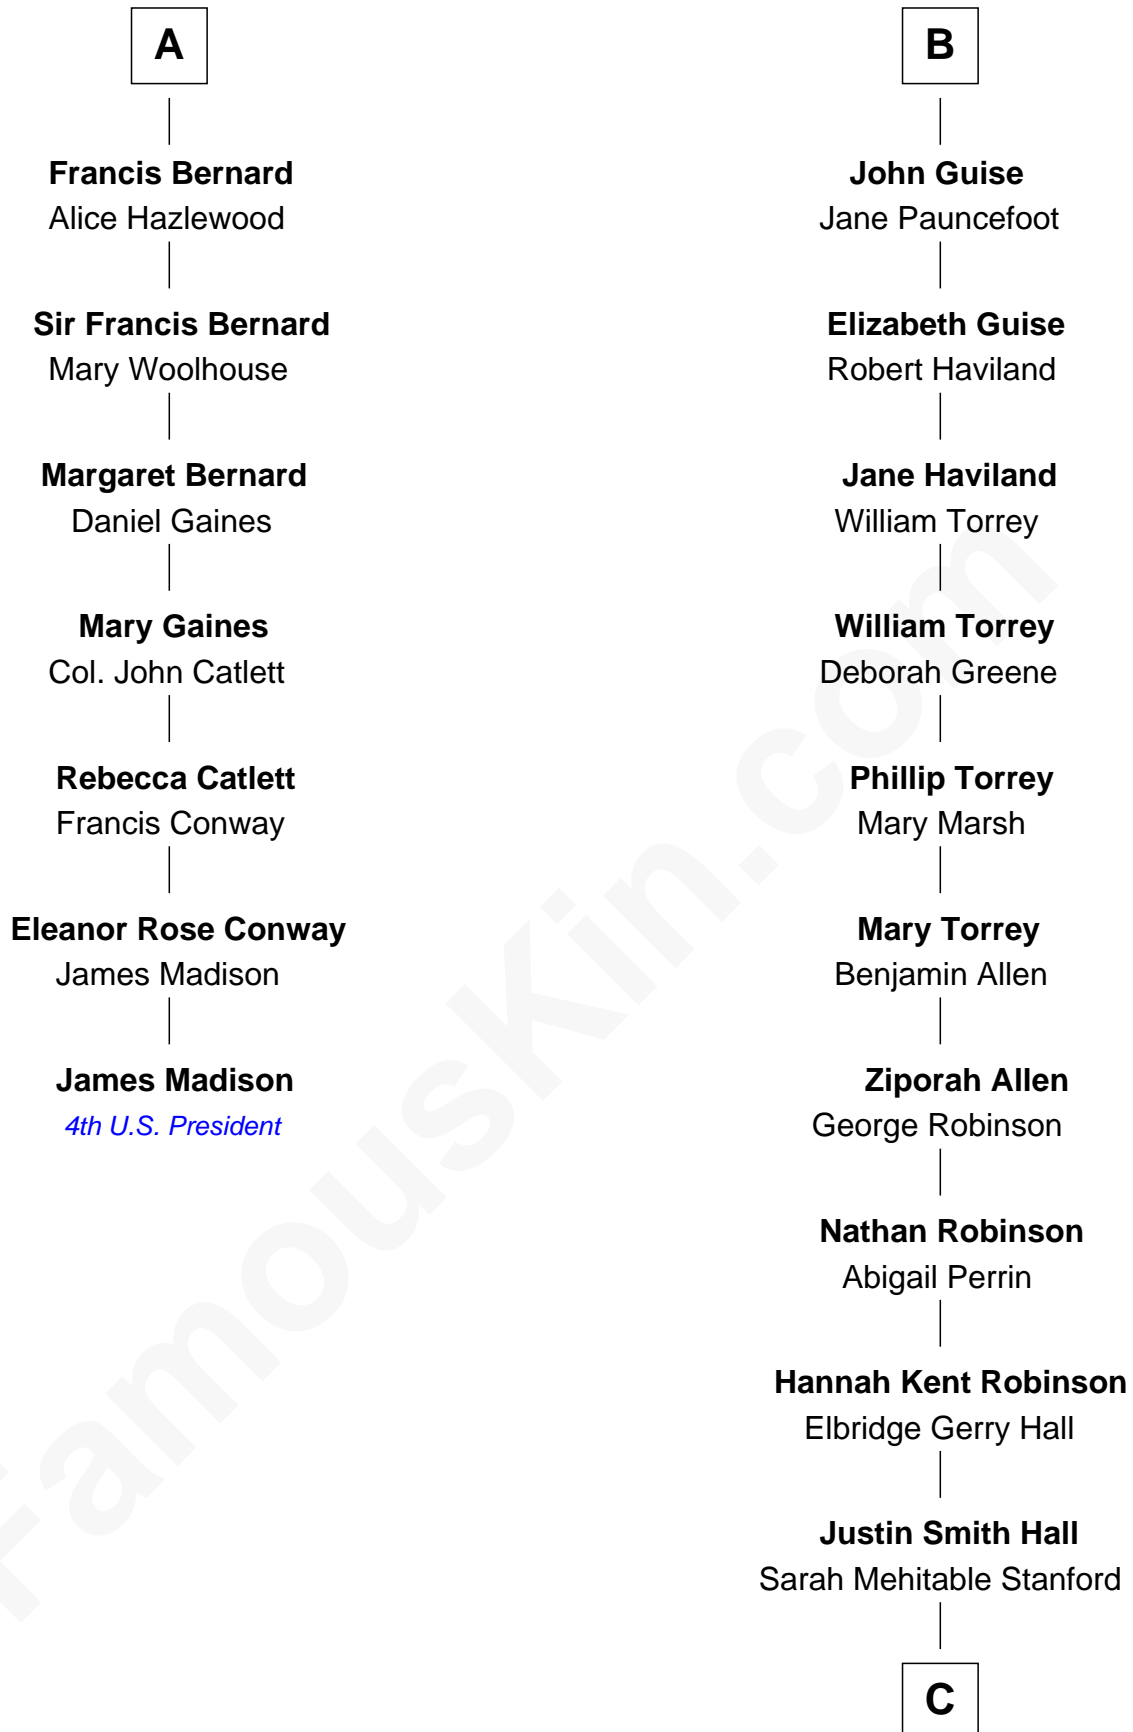 A
Francis Bernard
Alice Hazlewood
Sir Francis Bernard
Mary Woolhouse
Margaret Bernard
Daniel Gaines
Mary Gaines
Col. John Catlett
Rebecca Catlett
Francis Conway
Eleanor Rose Conway
James Madison
James Madison
4th U.S. President
B
John Guise
Jane Pauncefoot
Elizabeth Guise
Robert Haviland
Jane Haviland
William Torrey
William Torrey
Deborah Greene
Phillip Torrey
Mary Marsh
Mary Torrey
Benjamin Allen
Ziporah Allen
George Robinson
Nathan Robinson
Abigail Perrin
Hannah Kent Robinson
Elbridge Gerry Hall
Justin Smith Hall
Sarah Mehitable Stanford
C
FamousKin.com